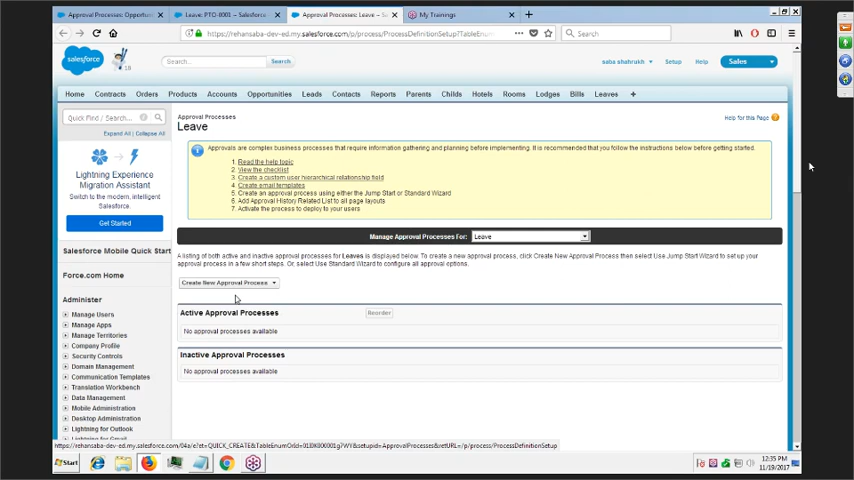 Approval Processes: Opportun
Leave: PTO-0001 ~ Salesforce
Approval Processes: Leave ~ S
My Trainings
https://rehansaba-dev-ed.my.salesforce.com/p/process/ProcessDefinitionSetup?TableEnum
Search
salesforce
18
Search...
Search
saba shahrukh
Setup
Help
Sales
Home Contracts Orders Products Accounts Opportunities Leads Contacts Reports Parents Childs Hotels Rooms Lodges Bills Leaves +
Quick Find / Search...
Expand All | Collapse All
Lightning Experience
Migration Assistant
Switch to the modern, intelligent
Salesforce.
Get Started
Salesforce Mobile Quick Start
Force.com Home
Administer
Manage Users
Manage Apps
Manage Territories
Company Profile
Security Controls
Domain Management
Communication Templates
Translation Workbench
Data Management
Mobile Administration
Desktop Administration
Lightning for Outlook
Lightning for Gmail
Approval Processes
Leave
Help for this Page
Approvals are complex business processes that require information gathering and planning before implementing. It is recommended that you follow the instructions below before getting started.
1. Read the help topic
2. View the checklist
3. Create a custom user hierarchical relationship field
4. Create email templates
5. Create an approval process using either the Jump Start or Standard Wizard
6. Add Approval History Related List to all page layouts
7. Activate the process to deploy to your users
Manage Approval Processes For: Leave
A listing of both active and inactive approval processes for Leaves is displayed below. To create a new approval process, click Create New Approval Process then select Use Jump Start Wizard to set up your
approval process in a few short steps. Or, select Use Standard Wizard to configure all approval options.
Create New Approval Process
Active Approval Processes
Reorder
No approval processes available
Inactive Approval Processes
No approval processes available
Start
12:35 PM
11/19/2017